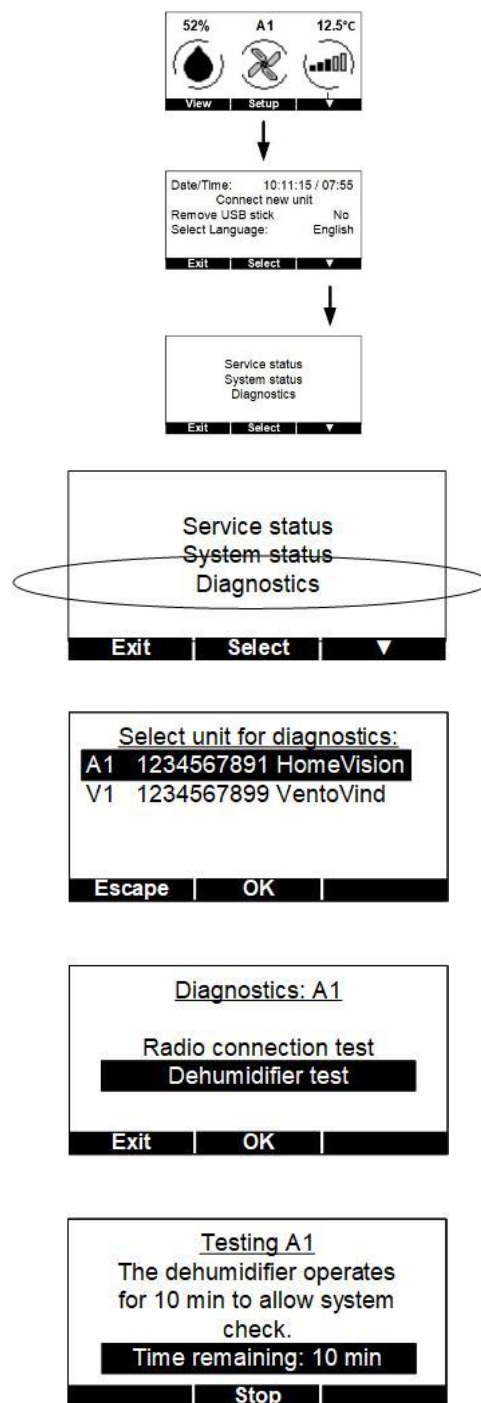 52% A1 12.5°C
View Setup ▼
Date/Time: 10:11:15 / 07:55
Connect new unit
Remove USB stick No
Select Language: English
Exit Select ▼
Service status
System status
Diagnostics
Exit Select ▼
Service status
System status
Diagnostics
Exit Select ▼
Select unit for diagnostics:
A1 1234567891 HomeVision
V1 1234567899 VentoVind
Escape OK
Diagnostics: A1
Radio connection test
Dehumidifier test
Exit OK
Testing A1
The dehumidifier operates
for 10 min to allow system
check.
Time remaining: 10 min
Stop